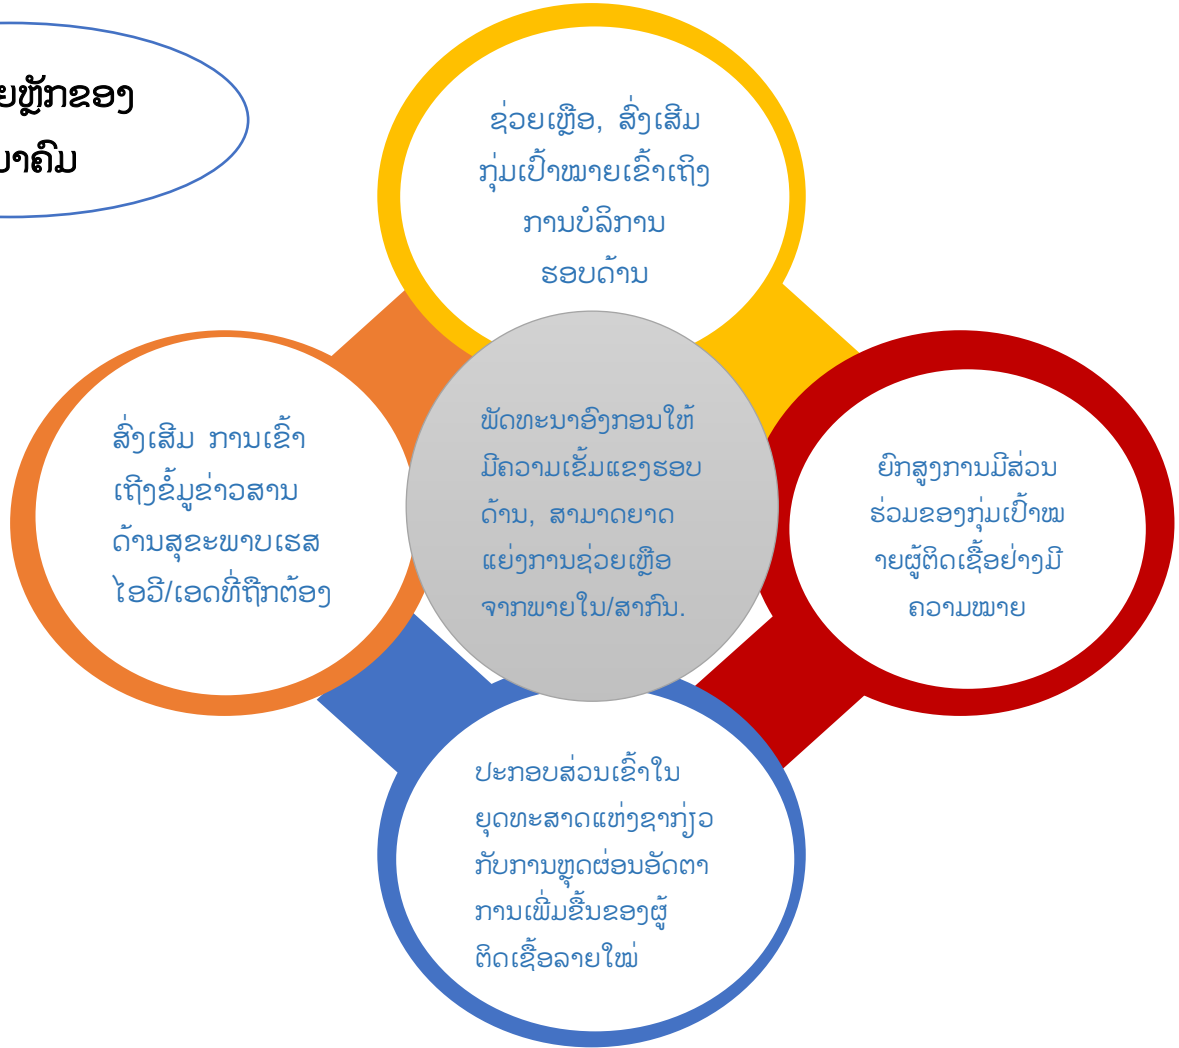 ຍຫຼັກຂອງ
ມາຄົມ
ຊ່ວຍເຫຼືອ, ສົ່ງເສີມ
ກຸ່ມເປົ້າໝາຍເຂົ້າເຖິງ
ການບໍລິການ
ຮອບດ້ານ
ສົ່ງເສີມ ການເຂົ້າ
ເຖິງຂໍ້ມູຂ່າວສານ
ດ້ານສຸຂະພາບເຮສ
ໄອວີ/ເອດທີ່ຖືກຕ້ອງ
ພັດທະນາອົງກອນໃຫ້
ມີຄວາມເຂັ້ມແຂງຮອບ
ດ້ານ, ສາມາດຍາດ
ແຍ່ງການຊ່ວຍເຫຼືອ
ຈາກພາຍໃນ/ສາກົນ.
ຍົກສູງການມີສ່ວນ
ຮ່ວມຂອງກຸ່ມເປົ້າໝ
າຍຜູ້ຕິດເຊື້ອຢ່າງມີ
ຄວາມໝາຍ
ປະກອບສ່ວນເຂົ້າໃນ
ຍຸດທະສາດແຫ່ງຊາກ່ຽວ
ກັບການຫຼຸດຜ່ອນອັດຕາ
ການເພີ່ມຂື້ນຂອງຜູ້
ຕິດເຊື້ອລາຍໃໝ່